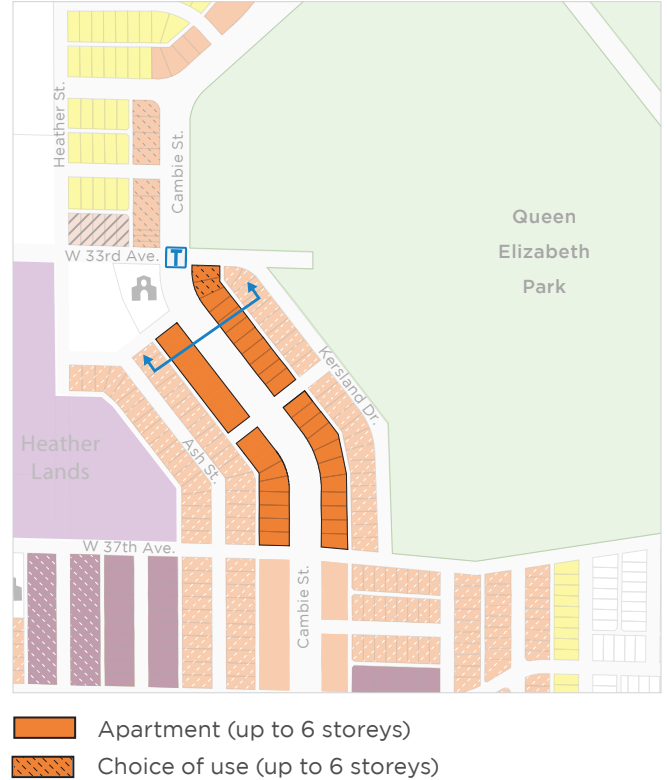 Heather St.
Cambie St.
Queen
Elizabeth
Park
W 33rd Ave.
T
Kersland Dr.
Heather
Lands
Ash St.
W 37th Ave.
Cambie St.
Apartment (up to 6 storeys)
Choice of use (up to 6 storeys)